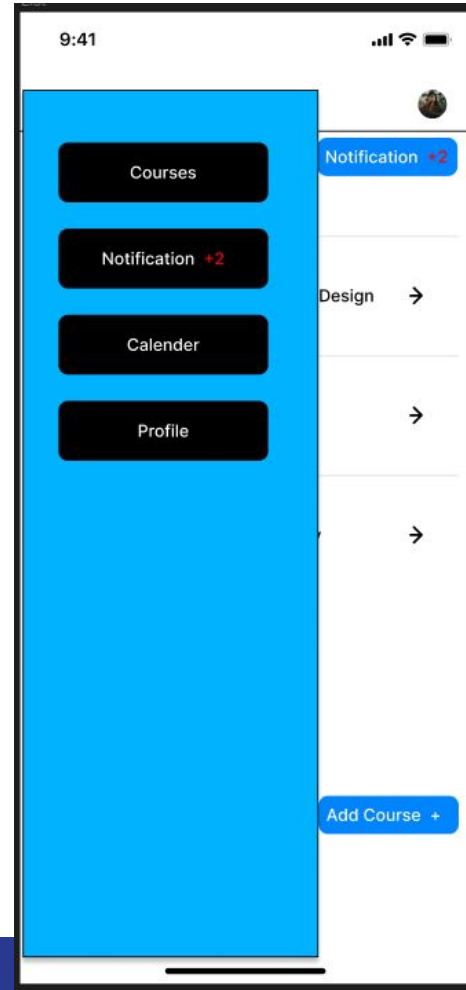 9:41
Notification +2
Courses
Notification +2
Design
Calender
Profile
Add Course +